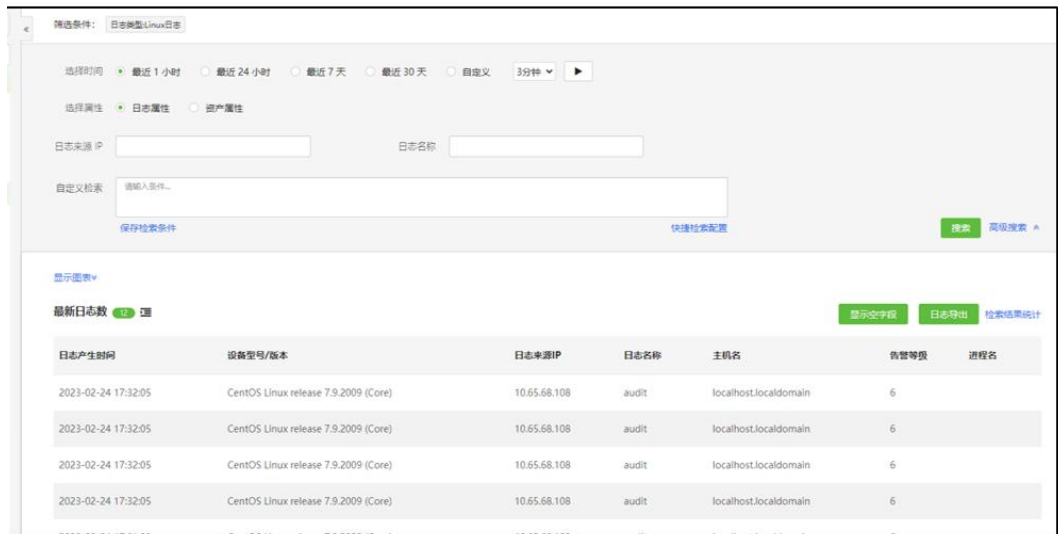 筛选条件： 日志类型:Linux日志
选择时间 最近 1 小时 最近 24 小时 最近 7 天 最近 30 天 自定义 3分钟
选择属性 日志属性 资产属性
日志来源 IP 日志名称
自定义检索 请输入条件...
保存检索条件 快捷检索配置 搜索 高级搜索
显示图表
最新日志数 12 显示空字段 日志导出 检索结果统计
日志产生时间 设备型号/版本 日志来源IP 日志名称 主机名 告警等级 进程名
2023-02-24 17:32:05 CentOS Linux release 7.9.2009 (Core) 10.65.68.108 audit localhost.localdomain 6
2023-02-24 17:32:05 CentOS Linux release 7.9.2009 (Core) 10.65.68.108 audit localhost.localdomain 6
2023-02-24 17:32:05 CentOS Linux release 7.9.2009 (Core) 10.65.68.108 audit localhost.localdomain 6
2023-02-24 17:32:05 CentOS Linux release 7.9.2009 (Core) 10.65.68.108 audit localhost.localdomain 6